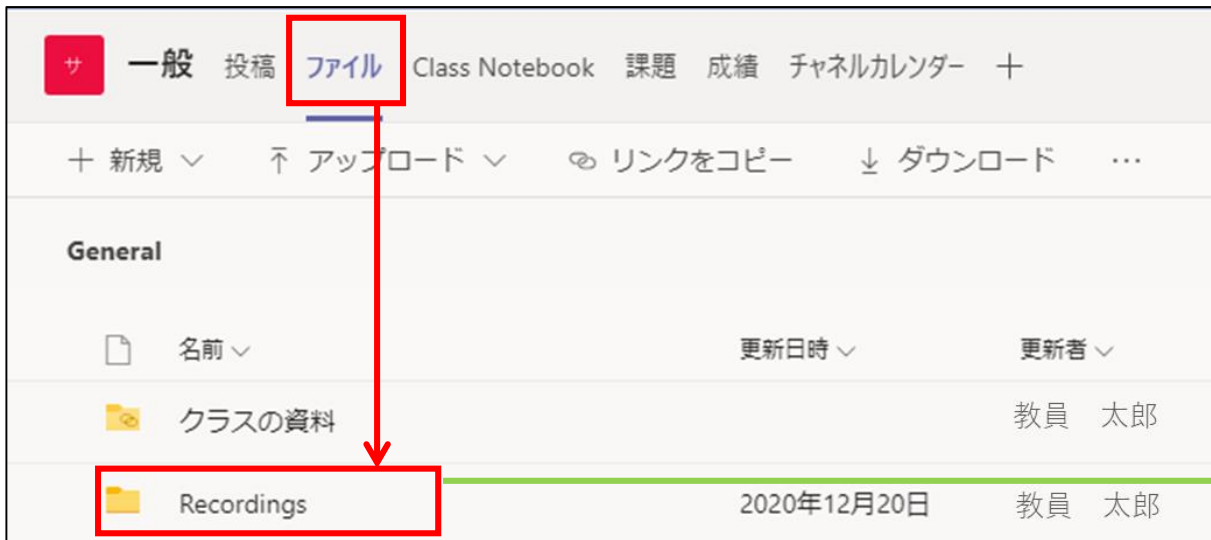 サ 一般 投稿 ファイル Class Notebook 課題 成績 チャネルカレンダー ＋
＋ 新規 アップロード リンクをコピー ダウンロード …
General
名前 更新日時 更新者
クラスの資料 教員 太郎
Recordings 2020年12月20日 教員 太郎